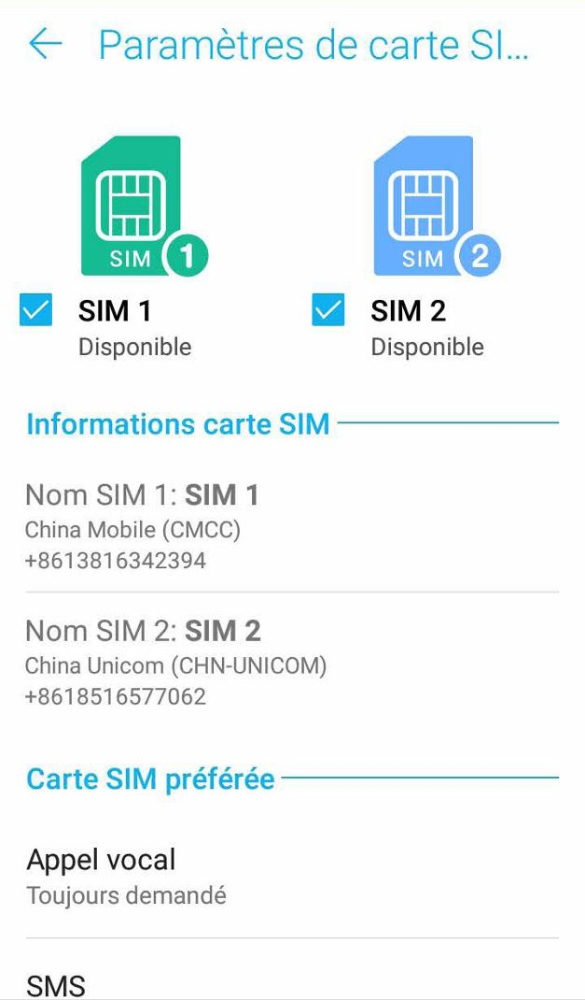 Paramètres de carte SI...
SIM 1
SIM 2
SIM 1
SIM 2
Disponible
Disponible
Informations carte SIM
Nom SIM 1: SIM 1
China Mobile (CMCC)
+8613816342394
Nom SIM 2: SIM 2
China Unicom (CHN-UNICOM)
+8618516577062
Carte SIM préférée
Appel vocal
Toujours demandé
SMS